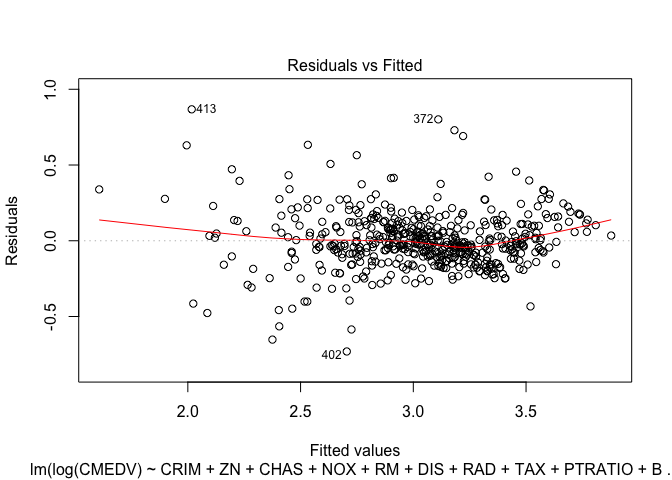 Residuals vs Fitted
1.0
0.5
0.0
-0.5
Residuals
413
372
402
2.0 2.5 3.0 3.5
Fitted values
lm(log(CMEDV) ~ CRIM + ZN + CHAS + NOX + RM + DIS + RAD + TAX + PTRATIO + B .